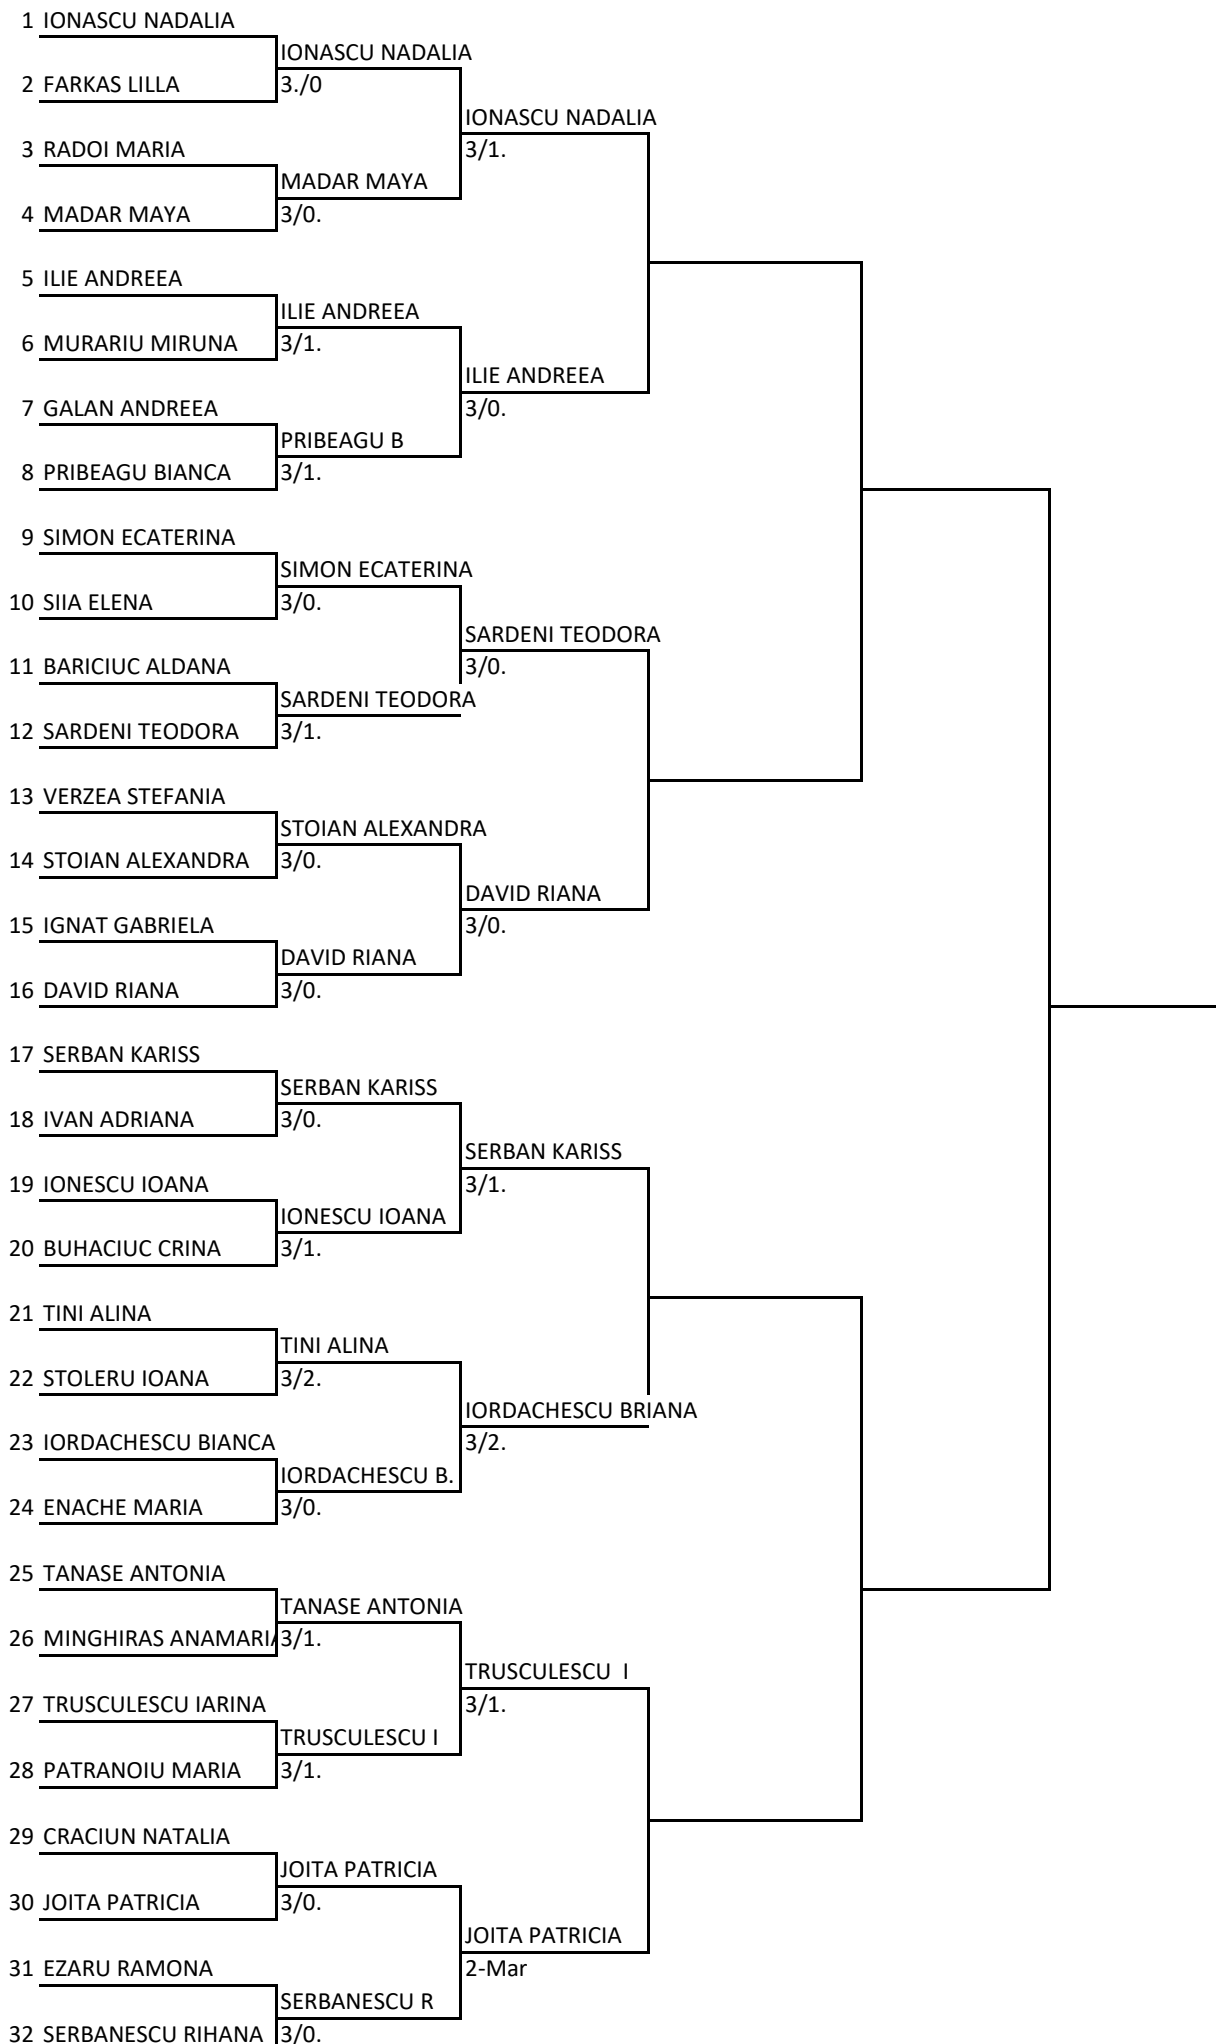 1 IONASCU NADALIA
IONASCU NADALIA
2 FARKAS LILLA
3./0
IONASCU NADALIA
3 RADOI MARIA
3/1.
MADAR MAYA
4 MADAR MAYA
3/0.
5 ILIE ANDREEA
ILIE ANDREEA
6 MURARIU MIRUNA
3/1.
ILIE ANDREEA
7 GALAN ANDREEA
3/0.
PRIBEAGU B
8 PRIBEAGU BIANCA
3/1.
9 SIMON ECATERINA
SIMON ECATERINA
10 SIIA ELENA
3/0.
SARDENI TEODORA
11 BARICIUC ALDANA
3/0.
SARDENI TEODORA
12 SARDENI TEODORA
3/1.
13 VERZEA STEFANIA
STOIAN ALEXANDRA
14 STOIAN ALEXANDRA
3/0.
DAVID RIANA
15 IGNAT GABRIELA
3/0.
DAVID RIANA
16 DAVID RIANA
3/0.
17 SERBAN KARISS
SERBAN KARISS
18 IVAN ADRIANA
3/0.
SERBAN KARISS
19 IONESCU IOANA
3/1.
IONESCU IOANA
20 BUHACIUC CRINA
3/1.
21 TINI ALINA
TINI ALINA
22 STOLERU IOANA
3/2.
IORDACHESCU BRIANA
23 IORDACHESCU BIANCA
3/2.
IORDACHESCU B.
24 ENACHE MARIA
3/0.
25 TANASE ANTONIA
TANASE ANTONIA
26 MINGHIRAS ANAMARIA
3/1.
TRUSCULESCU I
27 TRUSCULESCU IARINA
3/1.
TRUSCULESCU I
28 PATRANOIU MARIA
3/1.
29 CRACIUN NATALIA
JOITA PATRICIA
30 JOITA PATRICIA
3/0.
JOITA PATRICIA
31 EZARU RAMONA
2-Mar
SERBANESCU R
32 SERBANESCU RIHANA
3/0.